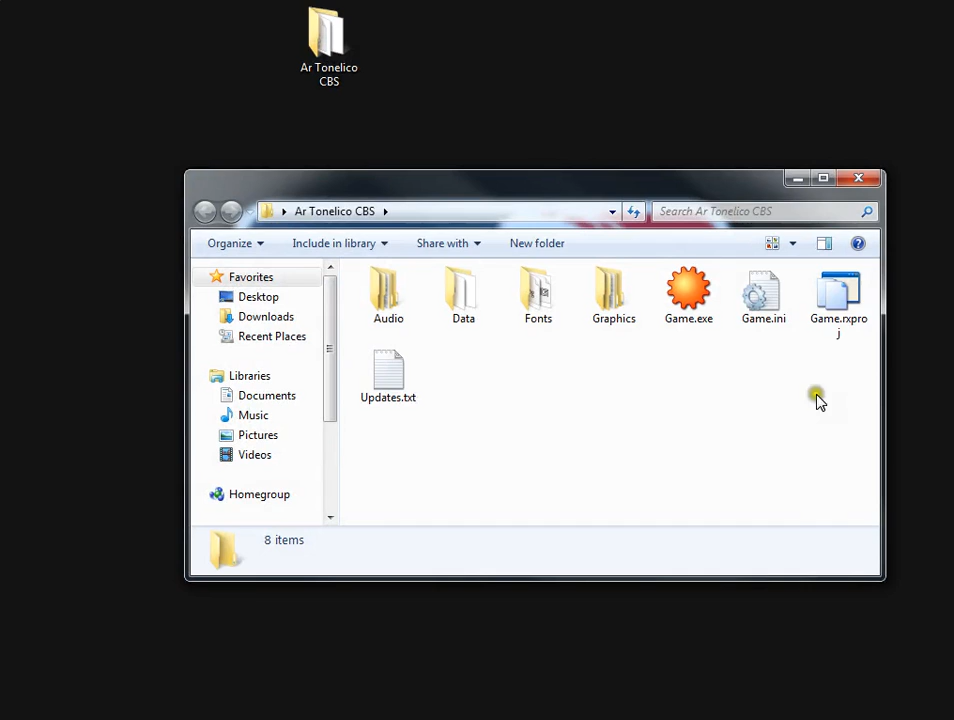 Ar Tonelico
CBS
Ar Tonelico CBS
Search Ar Tonelico CBS
Organize
Include in library
Share with
New folder
Favorites
Desktop
Downloads
Recent Places
Libraries
Documents
Music
Pictures
Videos
Homegroup
Audio
Data
Fonts
Graphics
Game.exe
Game.ini
Game.rxpro
j
Updates.txt
8 items